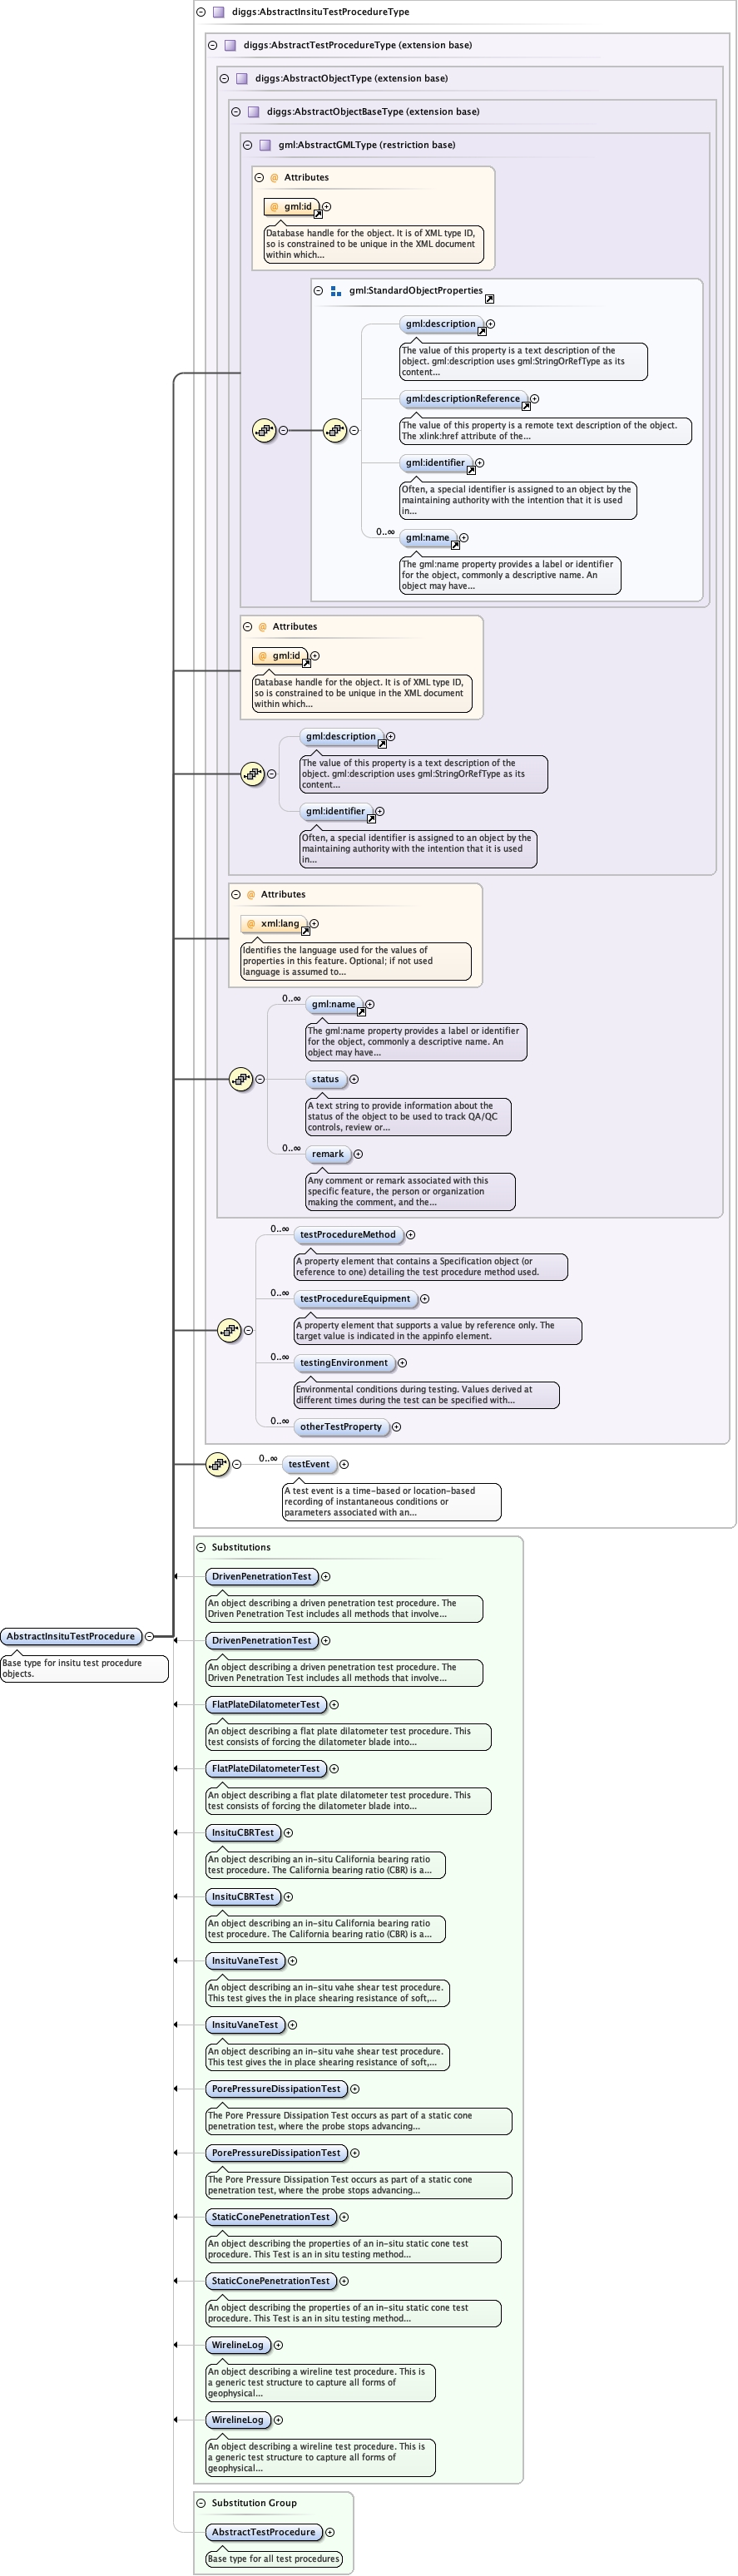 diggs:AbstractInsituTestProcedureType
diggs:AbstractTestProcedureType (extension base)
diggs:AbstractObjectType (extension base)
diggs:AbstractObjectBaseType (extension base)
gml:AbstractGMLType (restriction base)
@ Attributes
@ gml:id
Database handle for the object. It is of XML type ID,
so is constrained to be unique in the XML document
within which...
gml:StandardObjectProperties
gml:description
The value of this property is a text description of the
object. gml:description uses gml:StringOrRefType as its
content...
gml:descriptionReference
The value of this property is a remote text description of the object.
The xlink:href attribute of the...
gml:identifier
Often, a special identifier is assigned to an object by the
maintaining authority with the intention that it is used
in...
0..∞
gml:name
The gml:name property provides a label or identifier
for the object, commonly a descriptive name. An
object may have...
@ Attributes
@ gml:id
Database handle for the object. It is of XML type ID,
so is constrained to be unique in the XML document
within which...
gml:description
The value of this property is a text description of the
object. gml:description uses gml:StringOrRefType as its
content...
gml:identifier
Often, a special identifier is assigned to an object by the
maintaining authority with the intention that it is used
in...
@ Attributes
@ xml:lang
Identifies the language used for the values of
properties in this feature. Optional; if not used
language is assumed to...
0..∞
gml:name
The gml:name property provides a label or identifier
for the object, commonly a descriptive name. An
object may have...
status
A text string to provide information about the
status of the object to be used to track QA/QC
controls, review or...
0..∞
remark
Any comment or remark associated with this
specific feature, the person or organization
making the comment, and the...
0..∞
testProcedureMethod
A property element that contains a Specification object (or
reference to one) detailing the test procedure method used.
0..∞
testProcedureEquipment
A property element that supports a value by reference only. The
target value is indicated in the appinfo element.
0..∞
testingEnvironment
Environmental conditions during testing. Values derived at
different times during the test can be specified with...
0..∞
otherTestProperty
0..∞
testEvent
A test event is a time-based or location-based
recording of instantaneous conditions or
parameters associated with an...
Substitutions
DrivenPenetrationTest
An object describing a driven penetration test procedure. The
Driven Penetration Test includes all methods that involve...
AbstractInsituTestProcedure
Base type for insitu test procedure
objects.
DrivenPenetrationTest
An object describing a driven penetration test procedure. The
Driven Penetration Test includes all methods that involve...
FlatPlateDilatometerTest
An object describing a flat plate dilatometer test procedure. This
test consists of forcing the dilatometer blade into...
FlatPlateDilatometerTest
An object describing a flat plate dilatometer test procedure. This
test consists of forcing the dilatometer blade into...
InsituCBRTest
An object describing an in-situ California bearing ratio
test procedure. The California bearing ratio (CBR) is a...
InsituCBRTest
An object describing an in-situ California bearing ratio
test procedure. The California bearing ratio (CBR) is a...
InsituVaneTest
An object describing an in-situ vahe shear test procedure.
This test gives the in place shearing resistance of soft,...
InsituVaneTest
An object describing an in-situ vahe shear test procedure.
This test gives the in place shearing resistance of soft,...
PorePressureDissipationTest
The Pore Pressure Dissipation Test occurs as part of a static cone
penetration test, where the probe stops advancing...
PorePressureDissipationTest
The Pore Pressure Dissipation Test occurs as part of a static cone
penetration test, where the probe stops advancing...
StaticConePenetrationTest
An object describing the properties of an in-situ static cone test
procedure. This Test is an in situ testing method...
StaticConePenetrationTest
An object describing the properties of an in-situ static cone test
procedure. This Test is an in situ testing method...
WirelineLog
An object describing a wireline test procedure. This is
a generic test structure to capture all forms of
geophysical...
WirelineLog
An object describing a wireline test procedure. This is
a generic test structure to capture all forms of
geophysical...
Substitution Group
AbstractTestProcedure
Base type for all test procedures